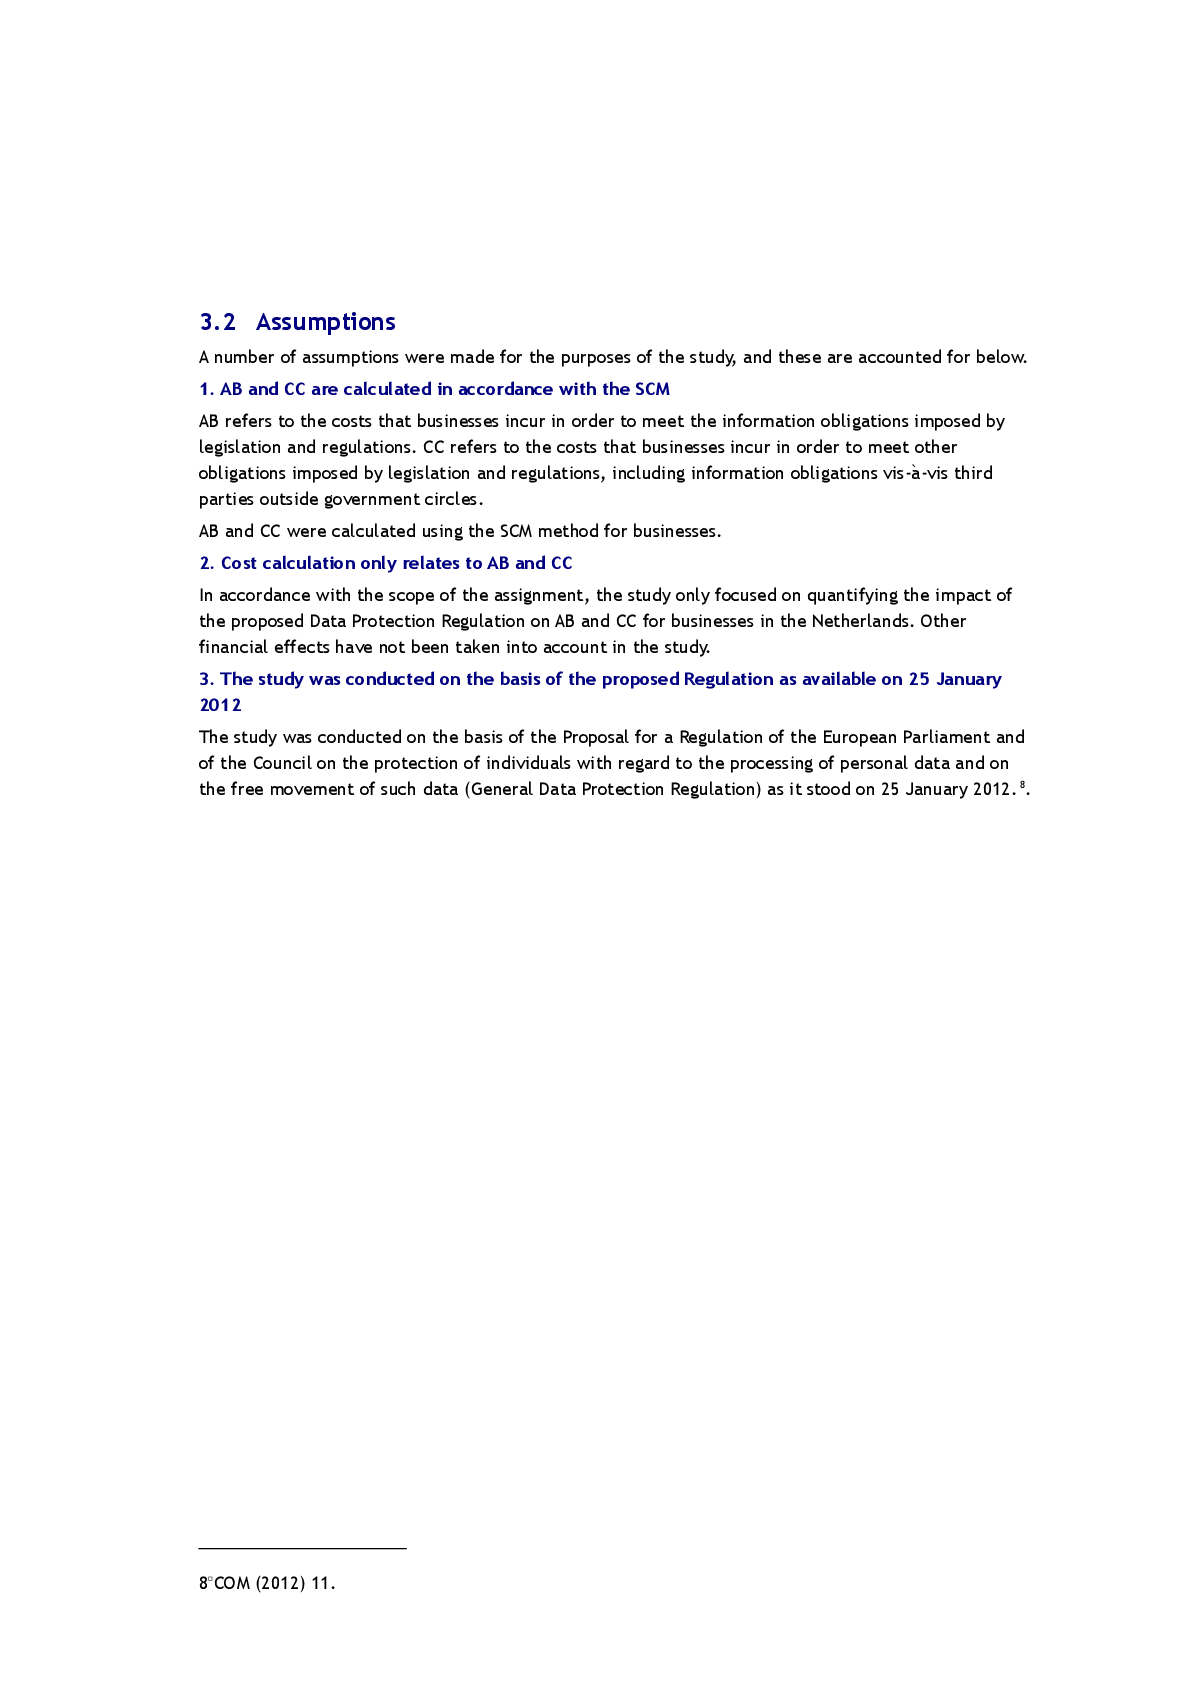 3.2 Assumptions
A number of assumptions were made for the purposes of the study, and these are accounted for below.
1. AB and CC are calculated in accordance with the SCM
AB refers to the costs that businesses incur in order to meet the information obligations imposed by
legislation and regulations. CC refers to the costs that businesses incur in order to meet other
obligations imposed by legislation and regulations, including information obligations vis-à-vis third
parties outside government circles.
AB and CC were calculated using the SCM method for businesses.
2. Cost calculation only relates to AB and CC
In accordance with the scope of the assignment, the study only focused on quantifying the impact of
the proposed Data Protection Regulation on AB and CC for businesses in the Netherlands. Other
financial effects have not been taken into account in the study.
3. The study was conducted on the basis of the proposed Regulation as available on 25 January
2012
The study was conducted on the basis of the Proposal for a Regulation of the European Parliament and
of the Council on the protection of individuals with regard to the processing of personal data and on
the free movement of such data (General Data Protection Regulation) as it stood on 25 January 2012.⁸.
8 COM (2012) 11.